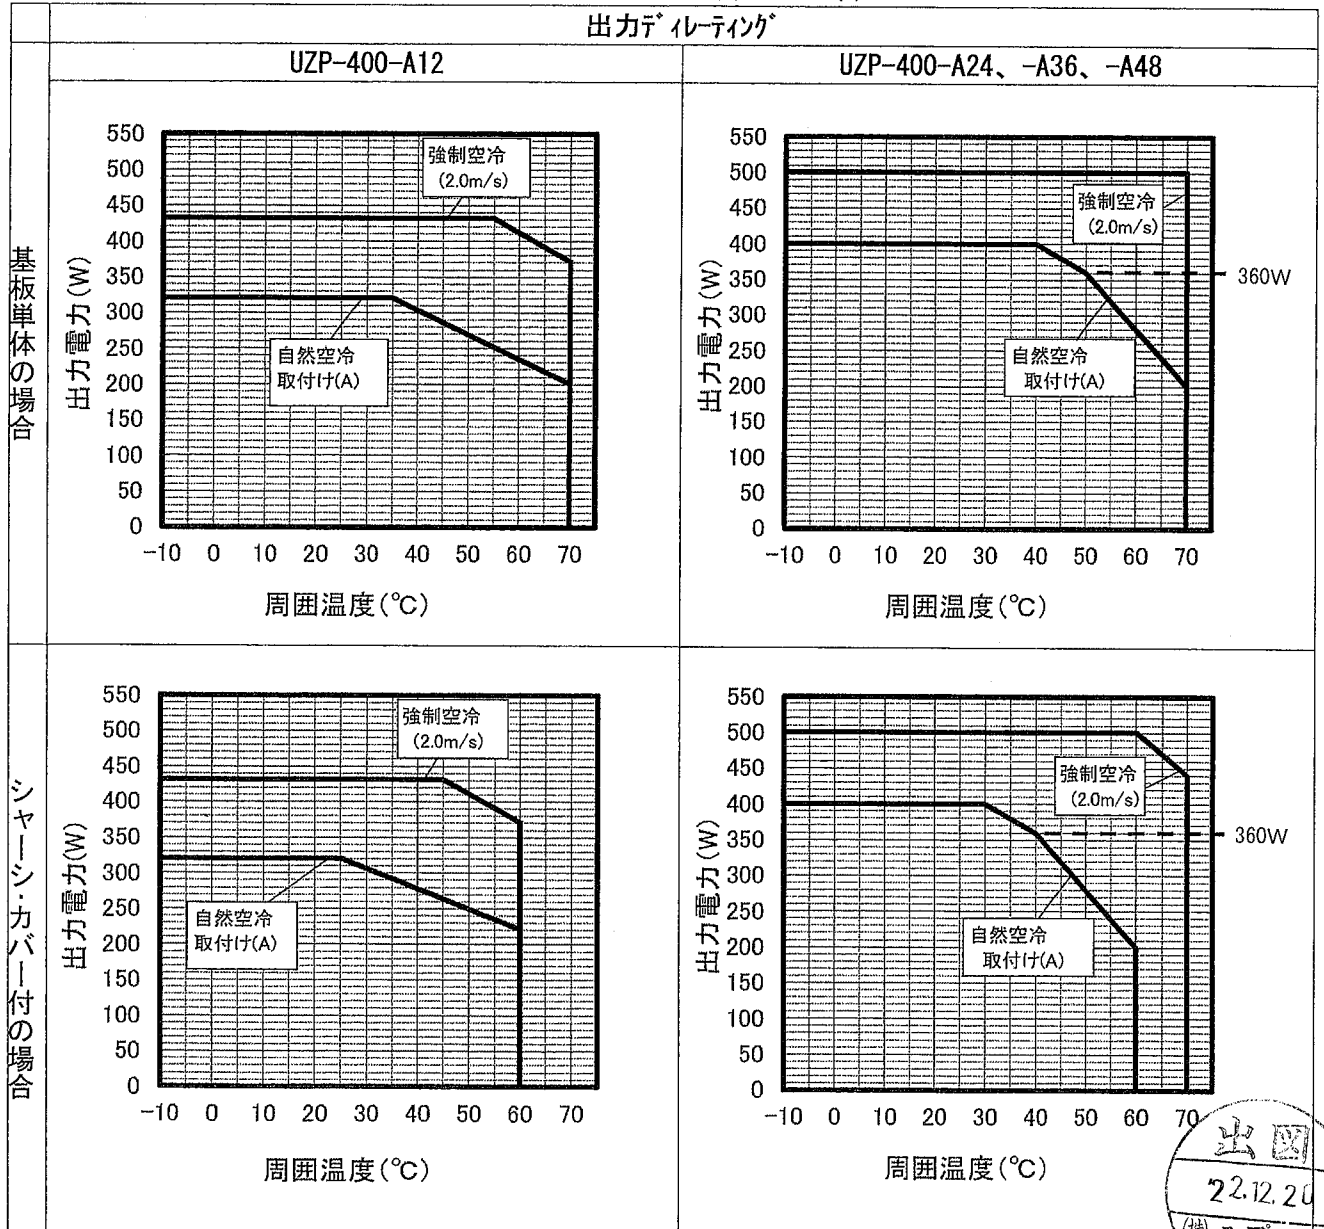 出力ディレーティング
UZP-400-A12
UZP-400-A24、-A36、-A48
基板単体の場合
550
500
450
400
350
300
250
200
150
100
50
0
出力電力(W)
強制空冷
(2.0m/s)
自然空冷
取付け(A)
-10 0 10 20 30 40 50 60 70
周囲温度(℃)
550
500
450
400
350
300
250
200
150
100
50
0
出力電力(W)
強制空冷
(2.0m/s)
360W
自然空冷
取付け(A)
-10 0 10 20 30 40 50 60 70
周囲温度(℃)
シャーシ・カバー付の場合
550
500
450
400
350
300
250
200
150
100
50
0
出力電力(W)
強制空冷
(2.0m/s)
自然空冷
取付け(A)
-10 0 10 20 30 40 50 60 70
周囲温度(℃)
550
500
450
400
350
300
250
200
150
100
50
0
出力電力(W)
強制空冷
(2.0m/s)
360W
自然空冷
取付け(A)
-10 0 10 20 30 40 50 60 70
周囲温度(℃)
出図
22.12.20